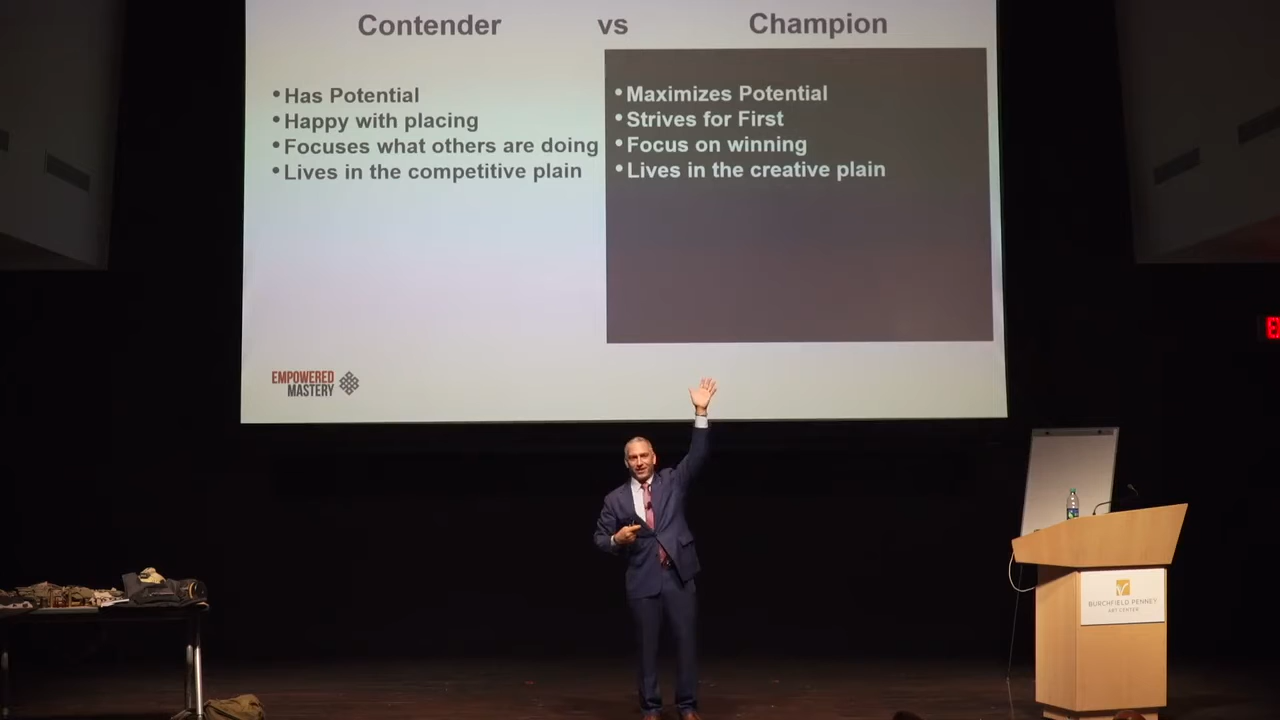 Contender vs Champion
•Has Potential
•Happy with placing
•Focuses what others are doing
•Lives in the competitive plain
•Maximizes Potential
•Strives for First
•Focus on winning
•Lives in the creative plain
EMPOWERED
MASTERY
BURCHFIELD PENNEY
ART CENTER